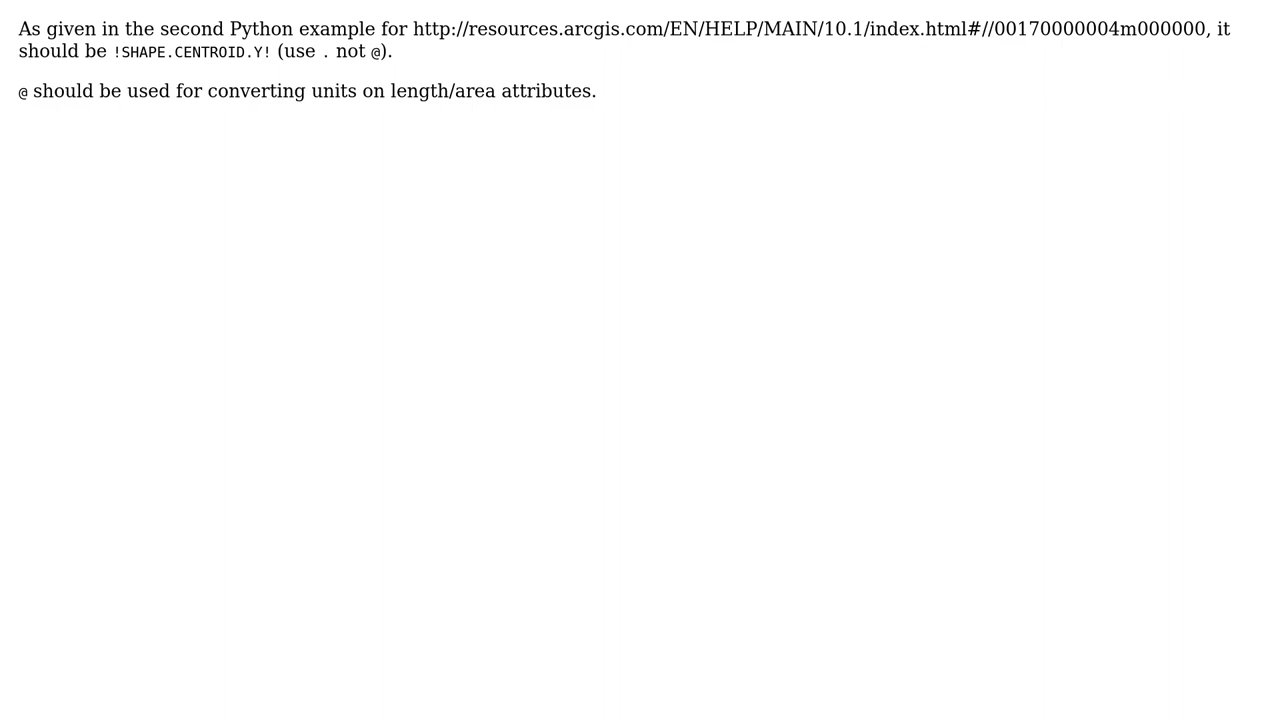 As given in the second Python example for http://resources.arcgis.com/EN/HELP/MAIN/10.1/index.html#//00170000004m000000, it
should be !SHAPE.CENTROID.Y! (use . not @).
@ should be used for converting units on length/area attributes.